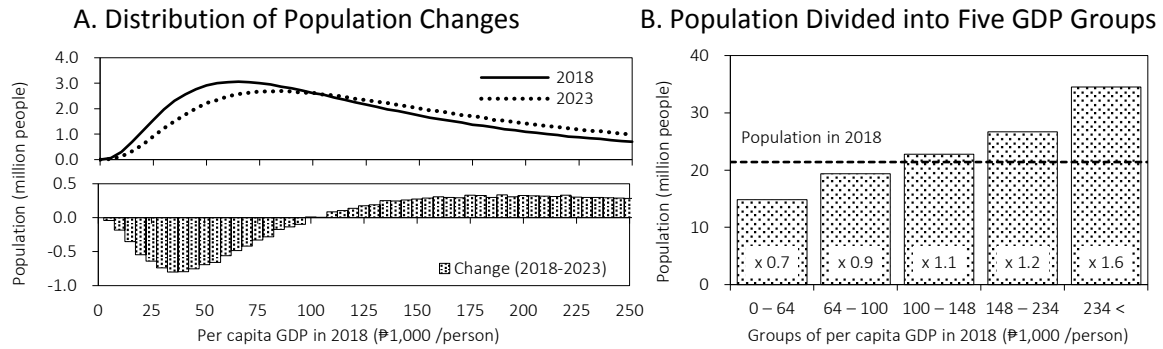 A. Distribution of Population Changes
Population (million people)
4.0
3.0
2.0
1.0
0.0
2018
2023
0.5
0.0
-0.5
-1.0
Change (2018-2023)
0 25 50 75 100 125 150 175 200 225 250
Per capita GDP in 2018 (₱1,000 /person)
B. Population Divided into Five GDP Groups
Population (million people)
40
30
20
10
0
Population in 2018
x 0.7 x 0.9 x 1.1 x 1.2 x 1.6
0 – 64 64 – 100 100 – 148 148 – 234 234 <
Groups of per capita GDP in 2018 (₱1,000 /person)